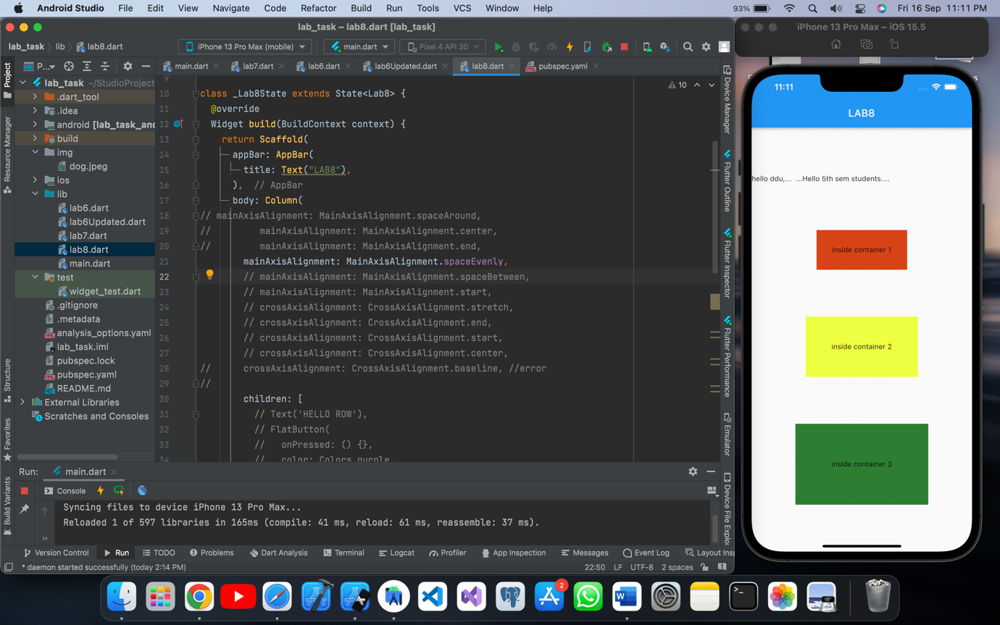 Android Studio File Edit View Navigate Code Refactor Build Run Tools VCS Window Help 93% Fri 16 Sep 11:11 PM
lab_task – lab8.dart [lab_task]
iPhone 13 Pro Max – iOS 15.5
lab_task lib lab8.dart iPhone 13 Pro Max (mobile) main.dart Pixel 4 API 30
Project P... main.dart lab7.dart lab6.dart lab6Updated.dart lab8.dart pubspec.yaml
lab_task ~/StudioProject
.dart_tool
.idea
android [lab_task_and
build
img
dog.jpeg
ios
lib
lab6.dart
lab6Updated.dart
lab7.dart
lab8.dart
main.dart
test
widget_test.dart
.gitignore
.metadata
analysis_options.yaml
lab_task.iml
pubspec.lock
pubspec.yaml
README.md
External Libraries
Scratches and Consoles
Resource Manager
Structure
Favorites
Build Variants
10
9
10 class _Lab8State extends State<Lab8> {
11 @override
12 Widget build(BuildContext context) {
13 return Scaffold(
14 appBar: AppBar(
15 title: Text("LAB8"),
16 ), // AppBar
17 body: Column(
18 // mainAxisAlignment: MainAxisAlignment.spaceAround,
19 // mainAxisAlignment: MainAxisAlignment.center,
20 // mainAxisAlignment: MainAxisAlignment.end,
21 mainAxisAlignment: MainAxisAlignment.spaceEvenly,
22 // mainAxisAlignment: MainAxisAlignment.spaceBetween,
23 // mainAxisAlignment: MainAxisAlignment.start,
24 // crossAxisAlignment: CrossAxisAlignment.stretch,
25 // crossAxisAlignment: CrossAxisAlignment.end,
26 // crossAxisAlignment: CrossAxisAlignment.start,
27 // crossAxisAlignment: CrossAxisAlignment.center,
28 // crossAxisAlignment: CrossAxisAlignment.baseline, //error
29 //
30 children: [
31 // Text('HELLO ROW'),
32 // FlatButton(
33 // onPressed: () {},
34 // color: Colors.purple
Device Manager
Flutter Outline
Flutter Inspector
Flutter Performance
Emulator
Device File Explo
Run: main.dart
Console
Syncing files to device iPhone 13 Pro Max...
Reloaded 1 of 597 libraries in 165ms (compile: 41 ms, reload: 61 ms, reassemble: 37 ms).
Version Control Run TODO Problems Dart Analysis Terminal Logcat Profiler App Inspection Messages Event Log Layout Insp
* daemon started successfully (today 2:14 PM) 22:50 LF UTF-8 2 spaces
11:11
LAB8
hello ddu,... ...Hello 5th sem students....
inside container 1
inside container 2
inside container 3
2